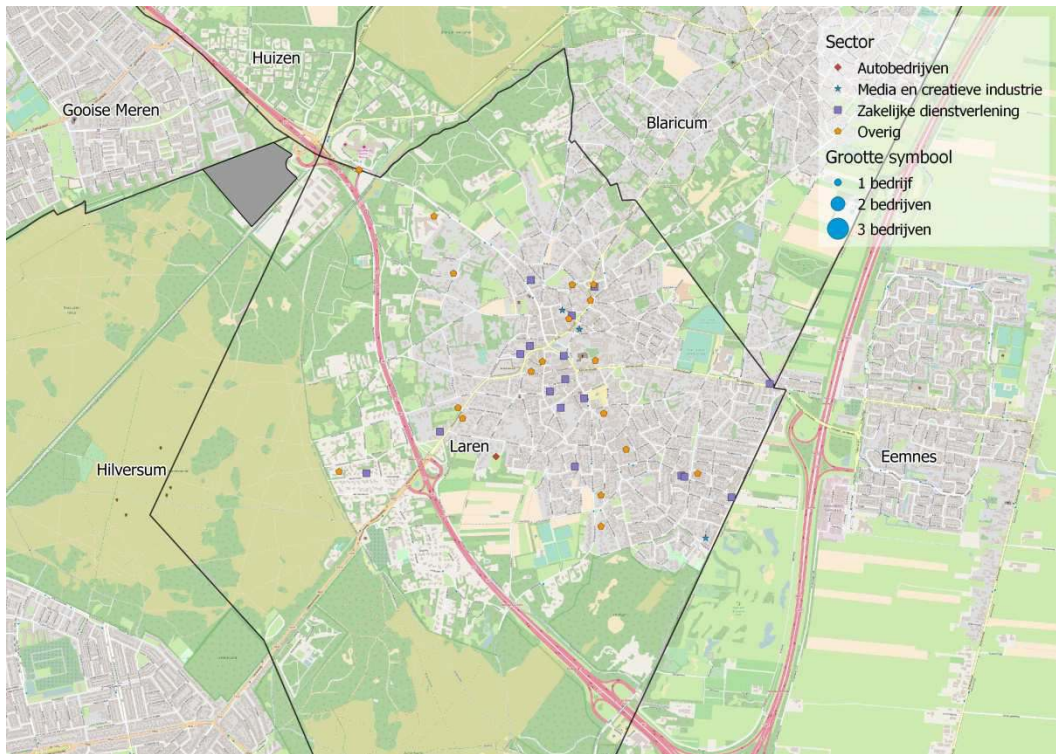 Sector
Autobedrijven
Media en creatieve industrie
Zakelijke dienstverlening
Overig
Grootte symbool
1 bedrijf
2 bedrijven
3 bedrijven
Huizen
Gooise Meren
Blaricum
Laren
Hilversum
Eemnes